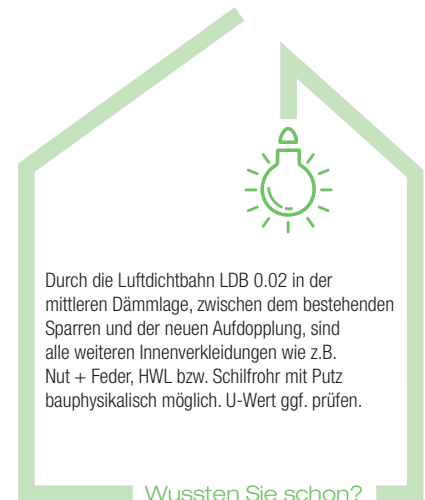 Durch die Luftdichtbahn LDB 0.02 in der
mittleren Dämmlage, zwischen dem bestehenden
Sparren und der neuen Aufdopplung, sind
alle weiteren Innenverkleidungen wie z.B.
Nut + Feder, HWL bzw. Schilfrohr mit Putz
bauphysikalisch möglich. U-Wert ggf. prüfen.
Wussten Sie schon?